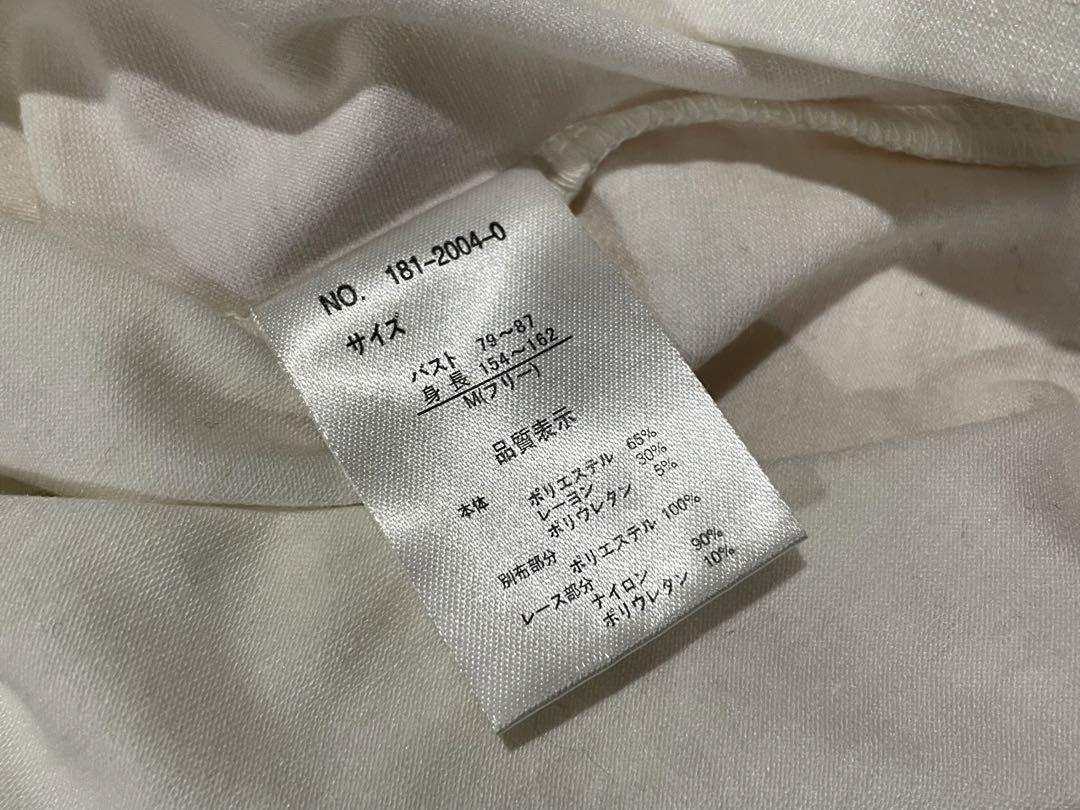 NO. 181-2004-0
サイズ
バスト 79～87
身長 154～162
M(フリー)
品質表示
本体 ポリエステル 65%
レーヨン 30%
ポリウレタン 5%
別布部分 ポリエステル 100%
レース部分 ナイロン 90%
ポリウレタン 10%